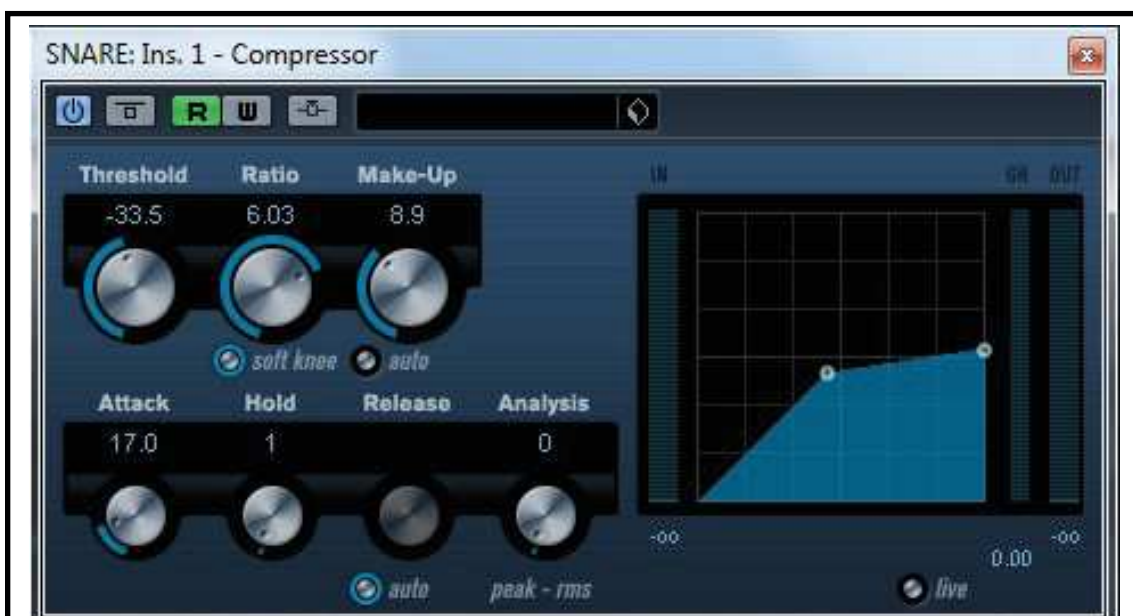 SNARE: Ins. 1 - Compressor
R W
Threshold Ratio Make-Up
-33.5 6.03 8.9
soft knee auto
Attack Hold Release Analysis
17.0 1 0
auto peak - rms
IN GR OUT
-oo 0.00 -oo
live